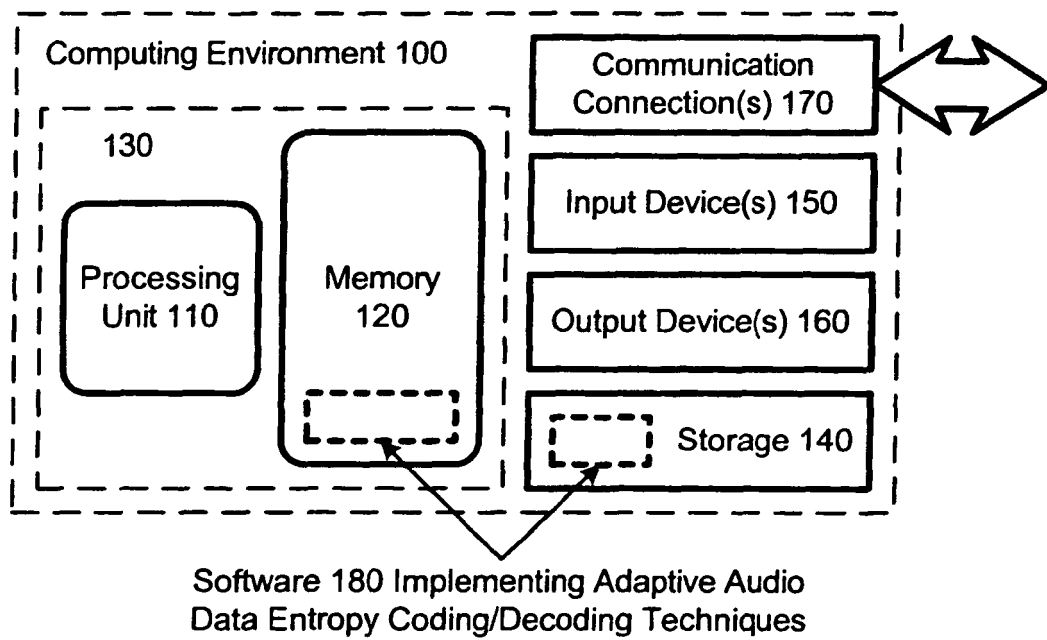 Computing Environment 100
Communication
Connection(s) 170
130
Input Device(s) 150
Processing
Unit 110
Memory
120
Output Device(s) 160
Storage 140
Software 180 Implementing Adaptive Audio
Data Entropy Coding/Decoding Techniques